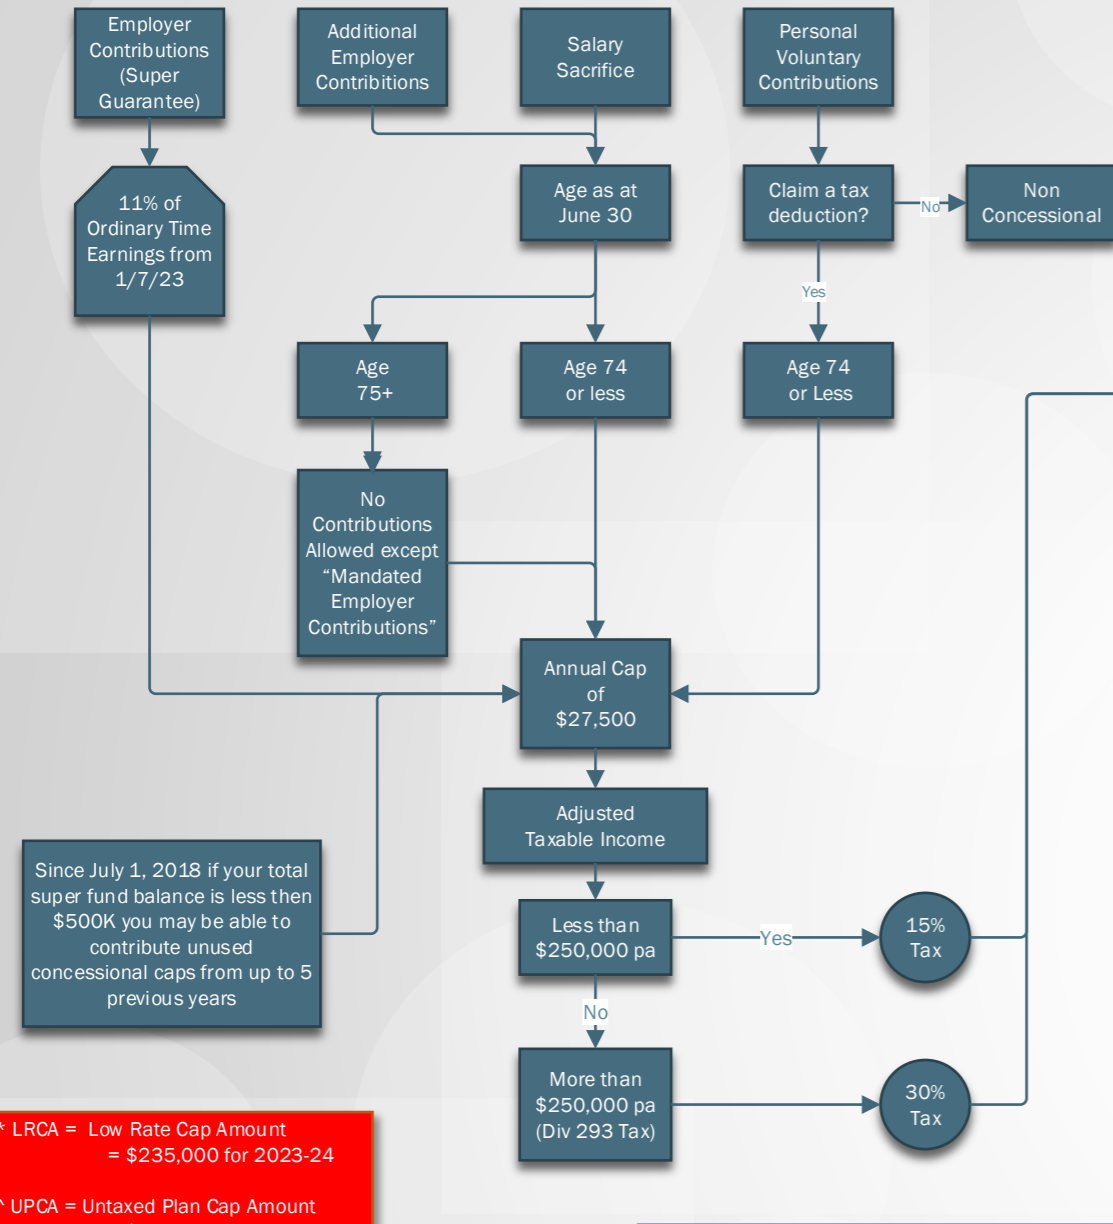 Employer
Contributions
(Super
Guarantee)
Additional
Employer
Contribitions
Salary
Sacrifice
Personal
Voluntary
Contributions
11% of
Ordinary Time
Earnings from
1/7/23
Age as at
June 30
Claim a tax
deduction?
No
Non
Concessional
Yes
Age
75+
Age 74
or less
Age 74
or Less
No
Contributions
Allowed except
“Mandated
Employer
Contributions”
Annual Cap
of
$27,500
Adjusted
Taxable Income
Since July 1, 2018 if your total
super fund balance is less then
$500K you may be able to
contribute unused
concessional caps from up to 5
previous years
Less than
$250,000 pa
Yes
15%
Tax
No
More than
$250,000 pa
(Div 293 Tax)
30%
Tax
* LRCA = Low Rate Cap Amount
= $235,000 for 2023-24
^ UPCA = Untaxed Plan Cap Amount